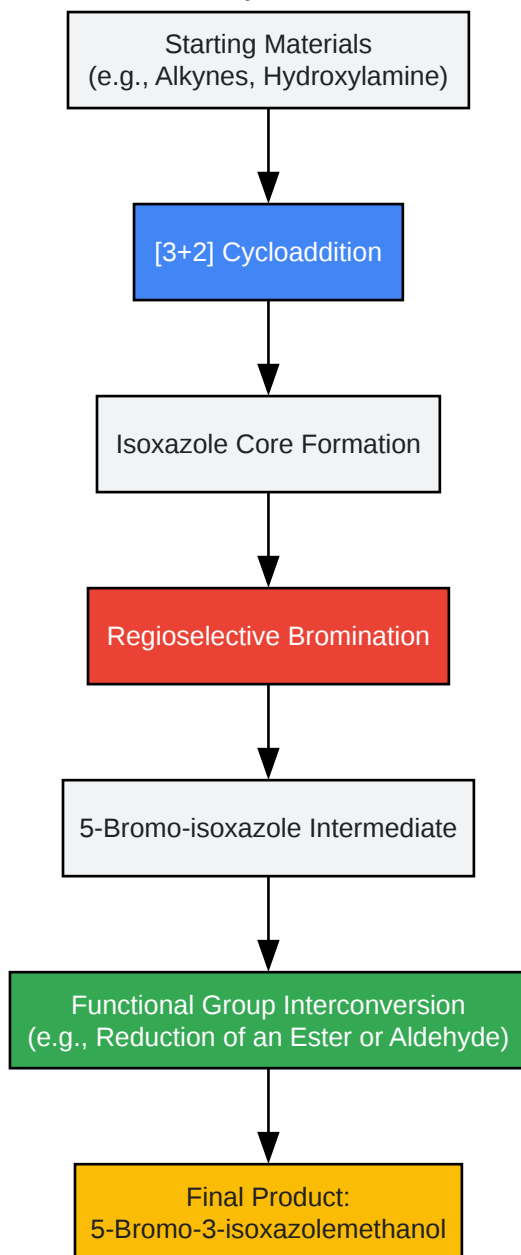 Starting Materials
(e.g., Alkynes, Hydroxylamine)
[3+2] Cycloaddition
Isoxazole Core Formation
Regioselective Bromination
5-Bromo-isoxazole Intermediate
Functional Group Interconversion
(e.g., Reduction of an Ester or Aldehyde)
Final Product:
5-Bromo-3-isoxazolemethanol